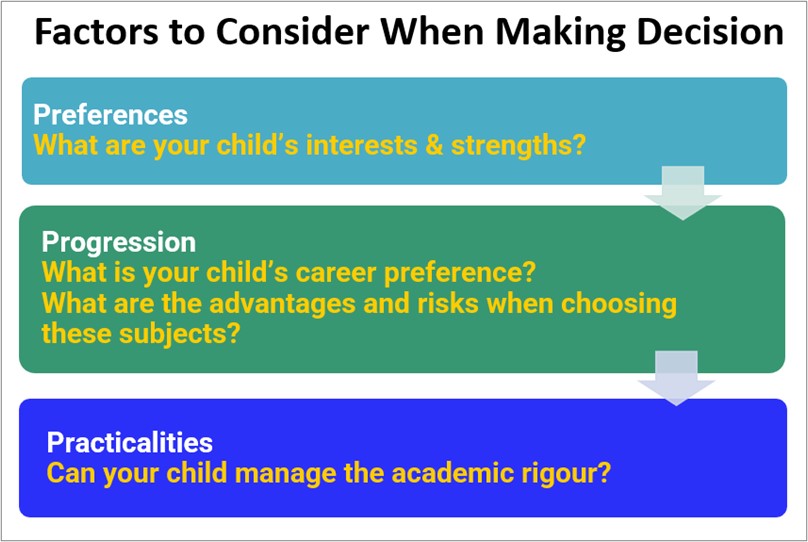 Factors to Consider When Making Decision
Preferences
What are your child’s interests & strengths?
Progression
What is your child’s career preference?
What are the advantages and risks when choosing
these subjects?
Practicalities
Can your child manage the academic rigour?